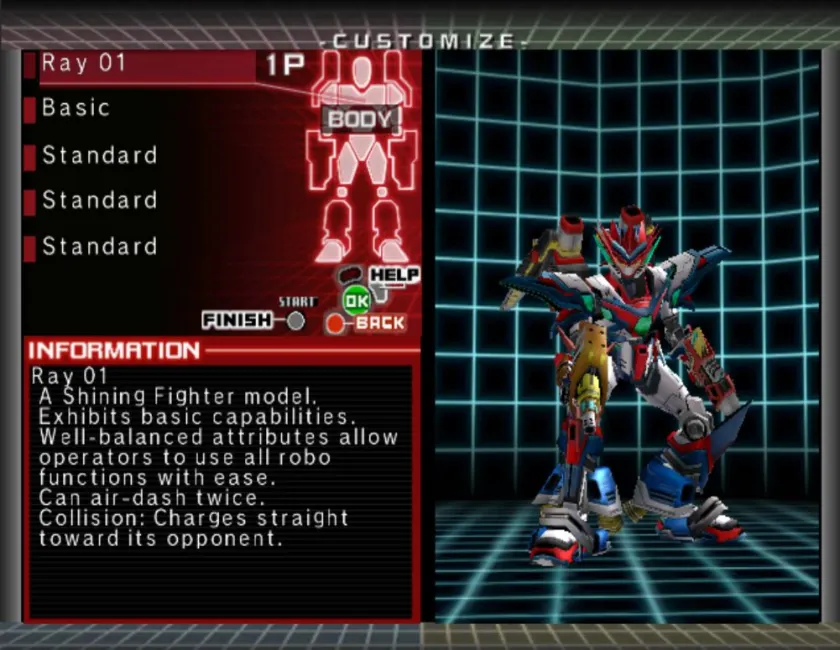 -CUSTOMIZE-
Ray 01
1P
Basic
BODY
Standard
Standard
Standard
HELP
START
OK
FINISH
BACK
INFORMATION
Ray 01
A Shining Fighter model.
Exhibits basic capabilities.
Well-balanced attributes allow
operators to use all robo
functions with ease.
Can air-dash twice.
Collision: Charges straight
toward its opponent.